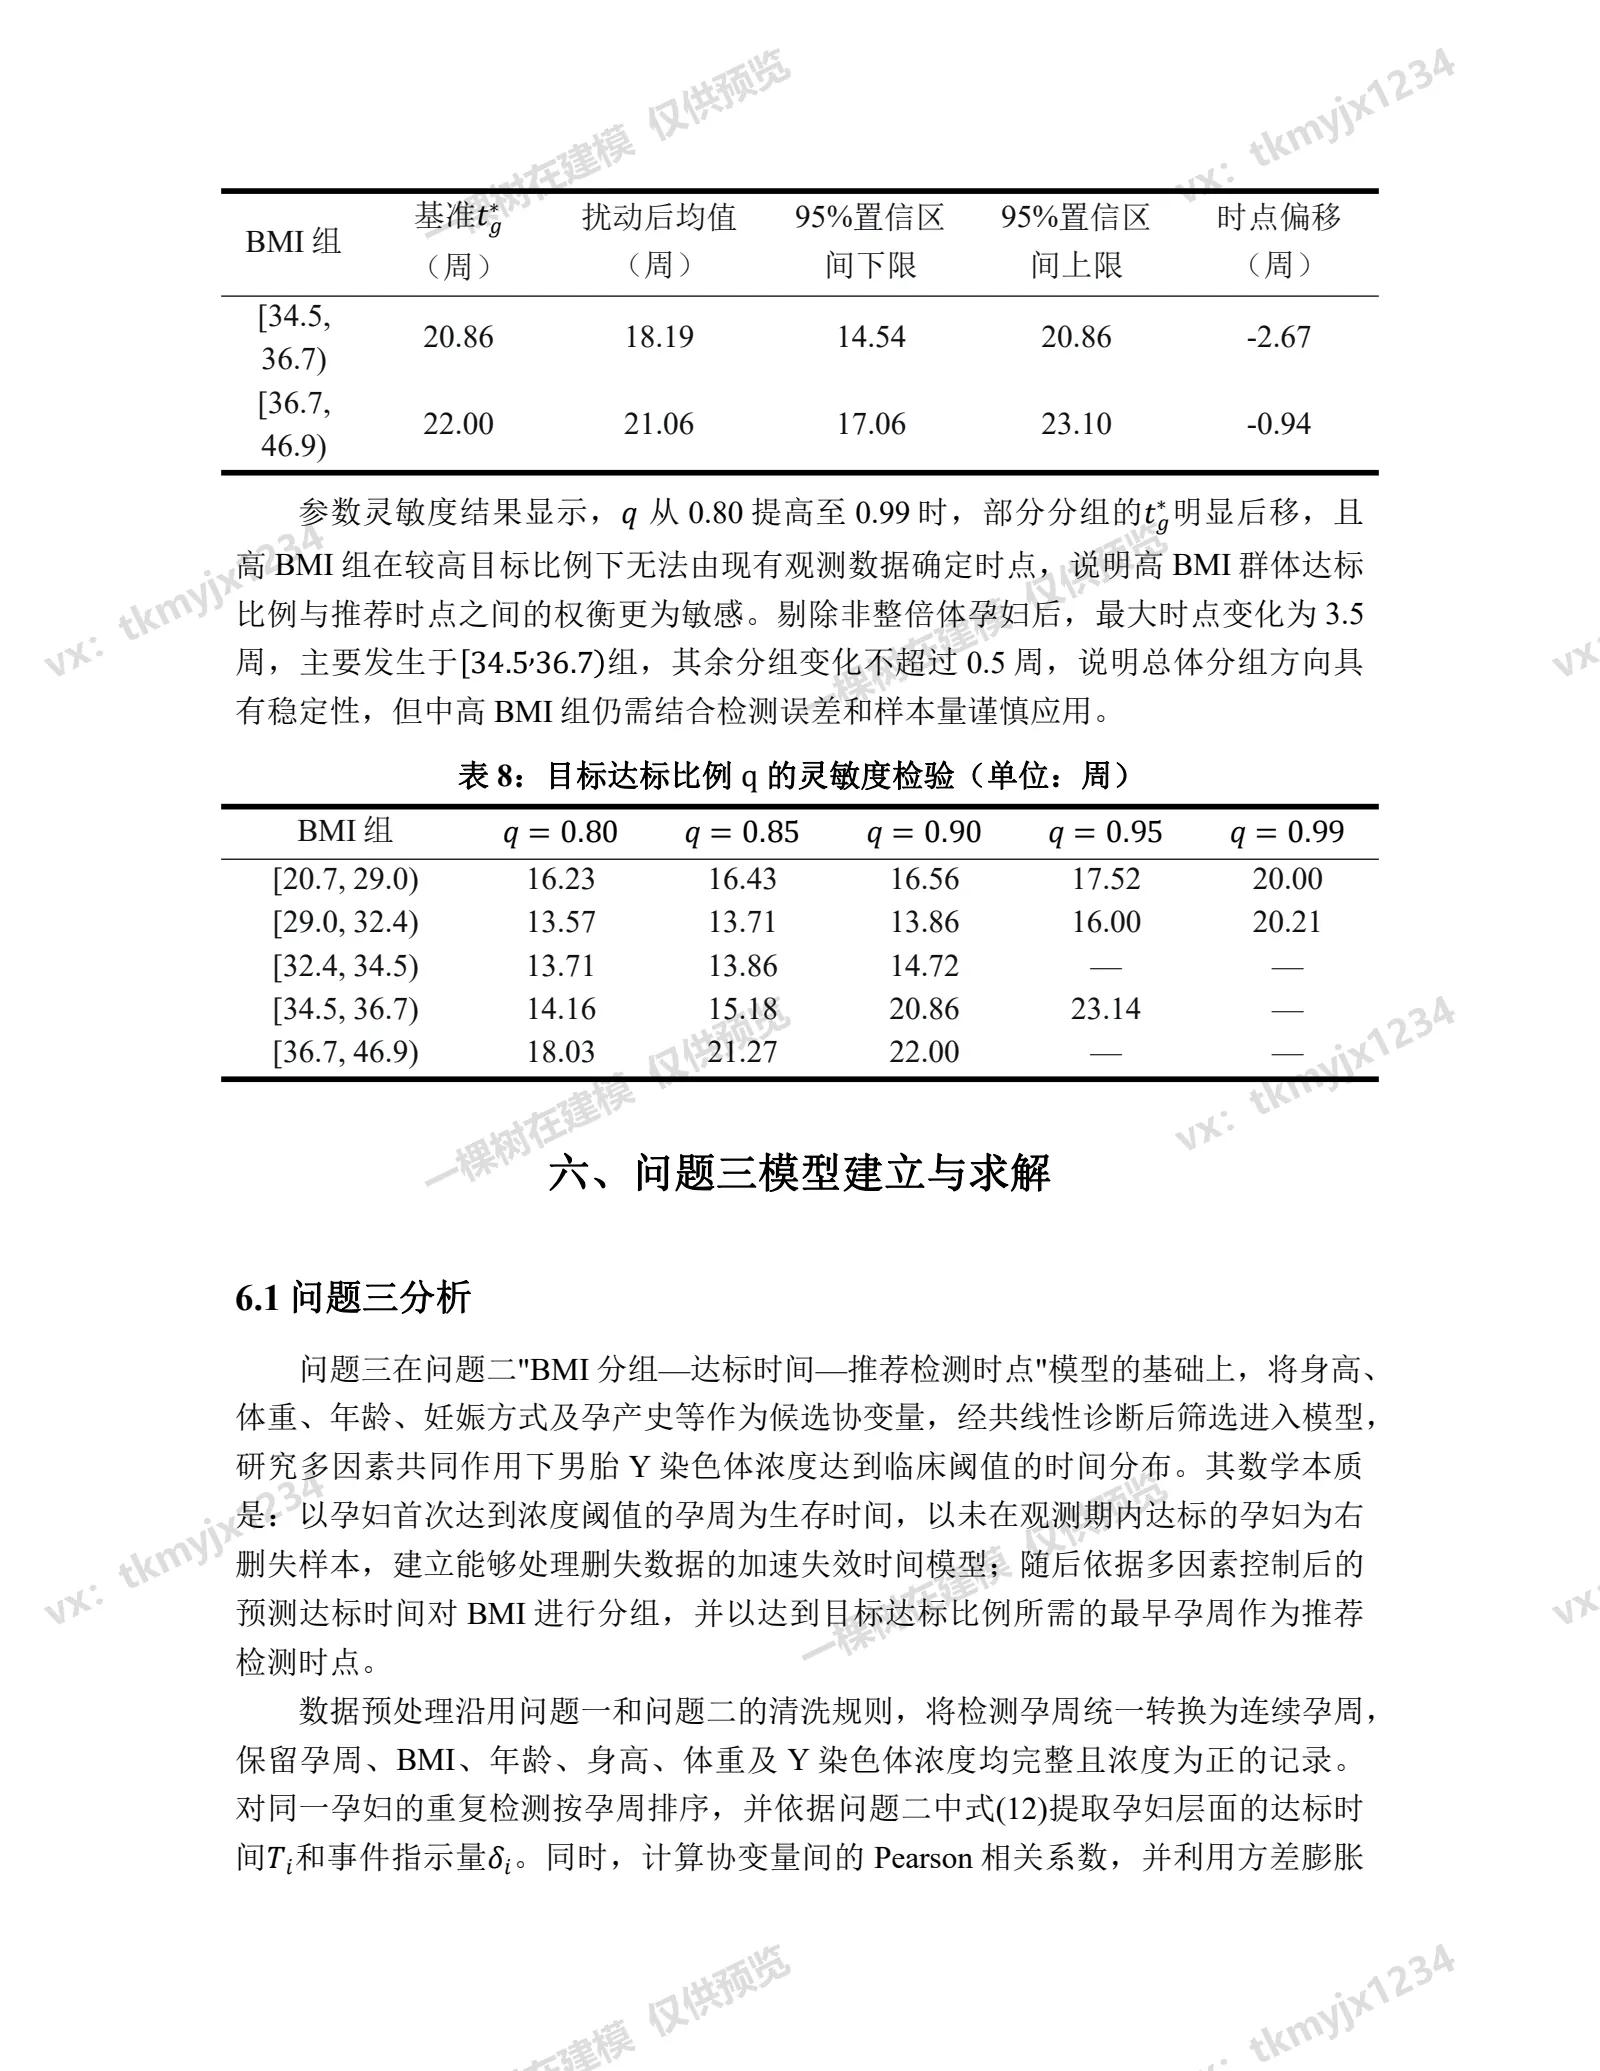 一棵树在建模 仅供预览
vx: tkmyjx1234
BMI 组 基准t*g（周） 扰动后均值（周） 95%置信区间下限 95%置信区间上限 时点偏移（周）
[34.5, 36.7) 20.86 18.19 14.54 20.86 -2.67
[36.7, 46.9) 22.00 21.06 17.06 23.10 -0.94
参数灵敏度结果显示，q 从 0.80 提高至 0.99 时，部分分组的t*g明显后移，且
高 BMI 组在较高目标比例下无法由现有观测数据确定时点，说明高 BMI 群体达标
比例与推荐时点之间的权衡更为敏感。剔除非整倍体孕妇后，最大时点变化为 3.5
周，主要发生于[34.5,36.7)组，其余分组变化不超过 0.5 周，说明总体分组方向具
有稳定性，但中高 BMI 组仍需结合检测误差和样本量谨慎应用。
表 8：目标达标比例 q 的灵敏度检验（单位：周）
BMI 组 q = 0.80 q = 0.85 q = 0.90 q = 0.95 q = 0.99
[20.7, 29.0) 16.23 16.43 16.56 17.52 20.00
[29.0, 32.4) 13.57 13.71 13.86 16.00 20.21
[32.4, 34.5) 13.71 13.86 14.72 — —
[34.5, 36.7) 14.16 15.18 20.86 23.14 —
[36.7, 46.9) 18.03 21.27 22.00 — —
六、问题三模型建立与求解
6.1 问题三分析
问题三在问题二"BMI 分组—达标时间—推荐检测时点"模型的基础上，将身高、
体重、年龄、妊娠方式及孕产史等作为候选协变量，经共线性诊断后筛选进入模型，
研究多因素共同作用下男胎 Y 染色体浓度达到临床阈值的时间分布。其数学本质
是：以孕妇首次达到浓度阈值的孕周为生存时间，以未在观测期内达标的孕妇为右
删失样本，建立能够处理删失数据的加速失效时间模型；随后依据多因素控制后的
预测达标时间对 BMI 进行分组，并以达到目标达标比例所需的最早孕周作为推荐
检测时点。
数据预处理沿用问题一和问题二的清洗规则，将检测孕周统一转换为连续孕周，
保留孕周、BMI、年龄、身高、体重及 Y 染色体浓度均完整且浓度为正的记录。
对同一孕妇的重复检测按孕周排序，并依据问题二中式(12)提取孕妇层面的达标时
间Ti和事件指示量δi。同时，计算协变量间的 Pearson 相关系数，并利用方差膨胀